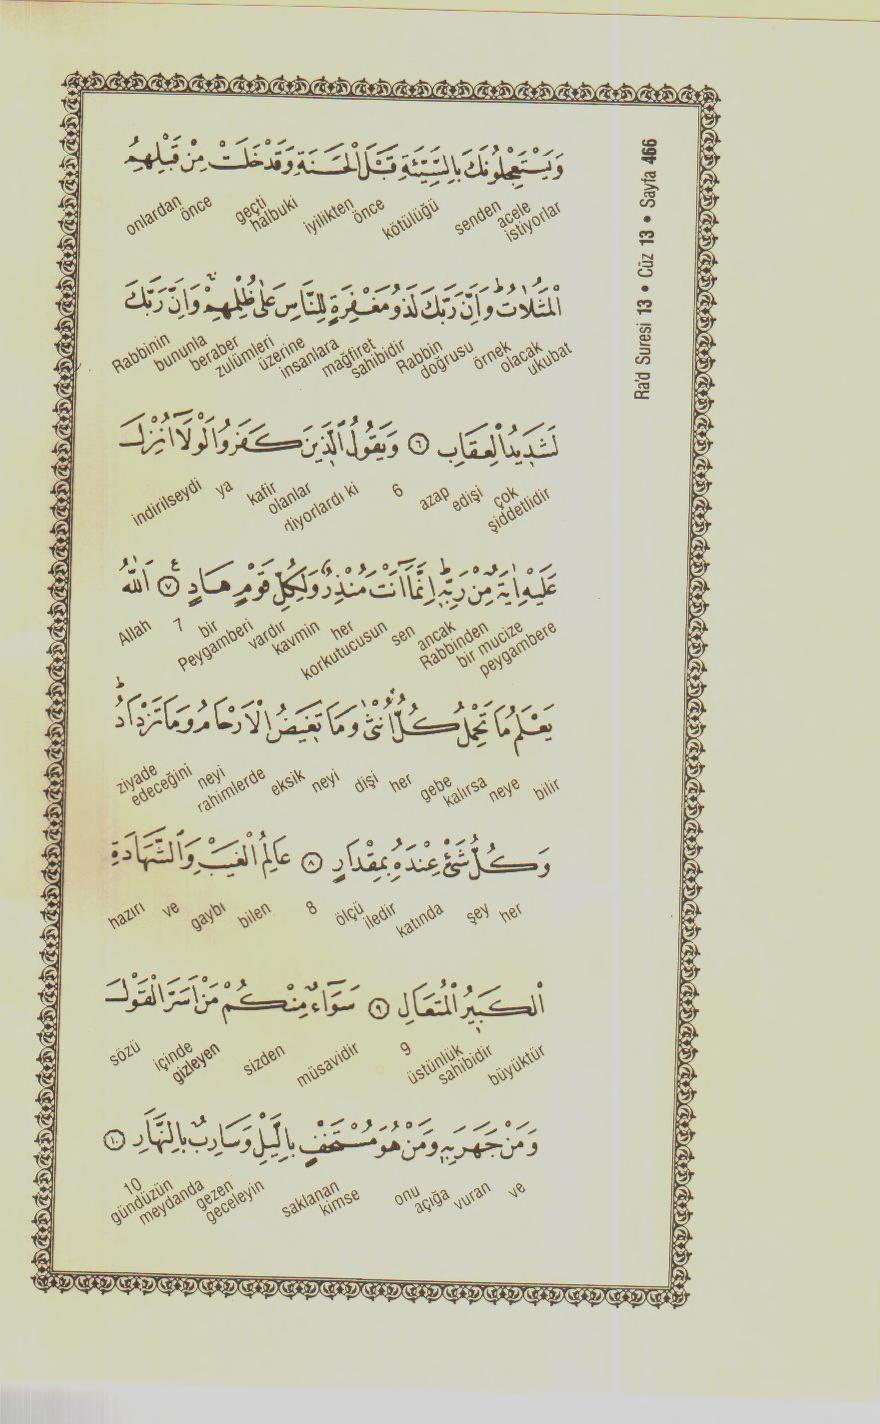 Ra'd Suresi 13 • Cüz 13 • Sayfa 466
وَيَسْتَعْجِلُونَكَ بِالسَّيِّئَةِ قَبْلَ الْحَسَنَةِ وَقَدْ خَلَتْ مِنْ قَبْلِهِمُ
acele istiyorlar senden kötülüğü önce iyilikten halbuki geçti önce onlardan
الْمَثُلَاتُ وَاِنَّ رَبَّكَ لَذُو مَغْفِرَةٍ لِلنَّاسِ عَلٰى ظُلْمِهِمْ وَاِنَّ رَبَّكَ
ukubat olacak örnek doğrusu Rabbin sahibidir mağfiret insanlara üzerine zulümleri beraber bununla Rabbinin
لَشَدِيدُ الْعِقَابِ ﴿٦﴾ وَيَقُولُ الَّذِينَ كَفَرُوا لَوْلَٓا اُنْزِلَ
çok şiddetlidir edişi azap 6 diyorlardı ki kafir olanlar ya indirilseydi
عَلَيْهِ اٰيَةٌ مِنْ رَبِّهِ اِنَّمَٓا اَنْتَ مُنْذِرٌ وَلِكُلِّ قَوْمٍ هَادٍ ﴿٧﴾ اَللّٰهُ
peygambere bir mucize Rabbinden ancak sen korkutucusun her kavmin vardır Peygamberi bir 7 Allah
يَعْلَمُ مَا تَحْمِلُ كُلُّ اُنْثٰى وَمَا تَغِيضُ الْاَرْحَامُ وَمَا تَزْدَادُ
bilir neye gebe kalırsa her dişi neyi eksik rahimlerde neyi ziyade edeceğini
وَكُلُّ شَيْءٍ عِنْدَهُ بِمِقْدَارٍ ﴿٨﴾ عَالِمُ الْغَيْبِ وَالشَّهَادَةِ
her şey katında ölçü iledir 8 bilen gaybı ve hazırı
الْكَبِيرُ الْمُتَعَالِ ﴿٩﴾ سَوَٓاءٌ مِنْكُمْ مَنْ اَسَرَّ الْقَوْلَ
büyüktür üstünlük sahibidir 9 müsavidir sizden içinde gizleyen sözü
وَمَنْ جَهَرَ بِهِ وَمَنْ هُوَ مُسْتَخْفٍ بِالَّيْلِ وَسَارِبٌ بِالنَّهَارِ ﴿١٠﴾
ve vuran açığa onu saklanan kimse geceleyin gezen meydanda gündüzün 10